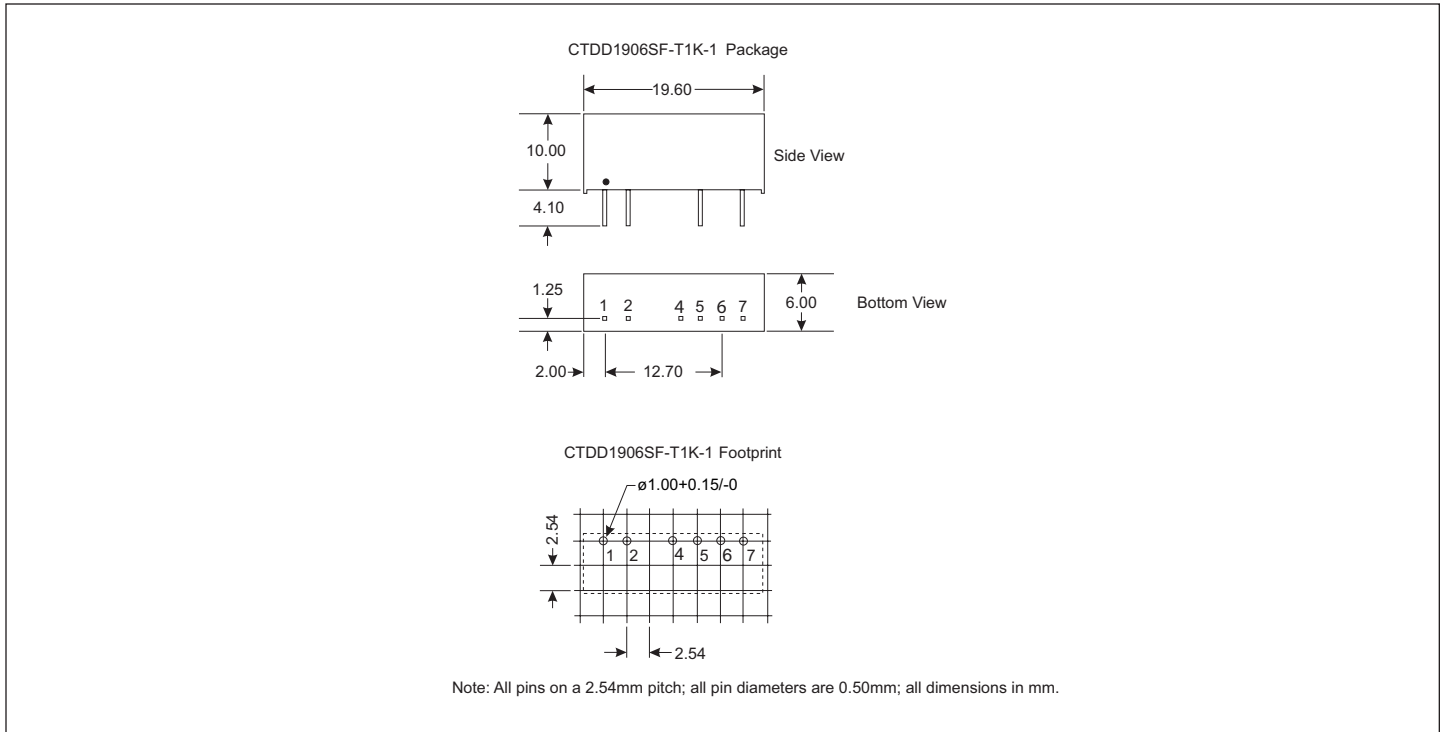 CTDD1906SF-T1K-1 Package
19.60
10.00
Side View
4.10
1.25
1 2 4 5 6 7
6.00
Bottom View
2.00
12.70
CTDD1906SF-T1K-1 Footprint
ø1.00+0.15/-0
2.54
1 2 4 5 6 7
2.54
Note: All pins on a 2.54mm pitch; all pin diameters are 0.50mm; all dimensions in mm.